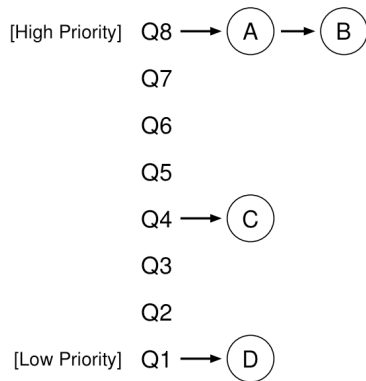 [High Priority] Q8 A B
Q7
Q6
Q5
Q4 C
Q3
Q2
[Low Priority] Q1 D